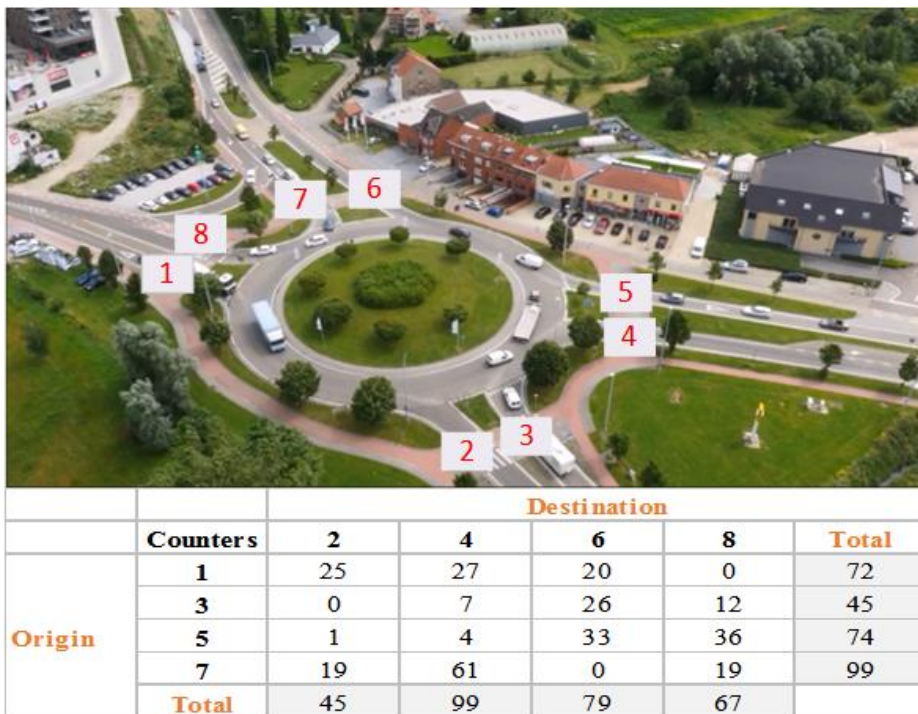 6
7
8
1
5
4
3
2
Destination
Counters 2 4 6 8 Total
1 25 27 20 0 72
3 0 7 26 12 45
Origin 5 1 4 33 36 74
7 19 61 0 19 99
Total 45 99 79 67